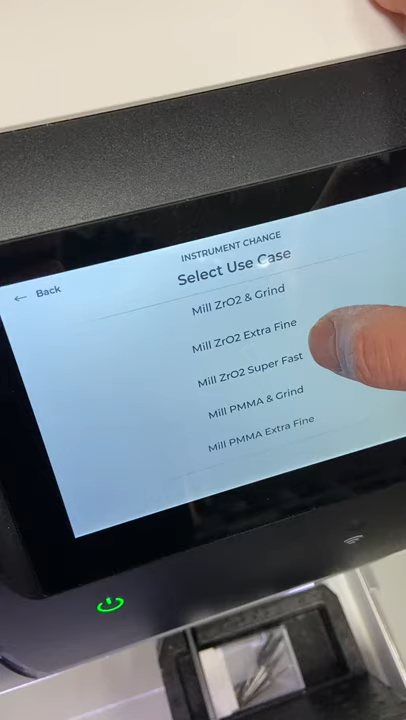 INSTRUMENT CHANGE
← Back
Select Use Case
Mill ZrO2 & Grind
Mill ZrO2 Extra Fine
Mill ZrO2 Super Fast
Mill PMMA & Grind
Mill PMMA Extra Fine